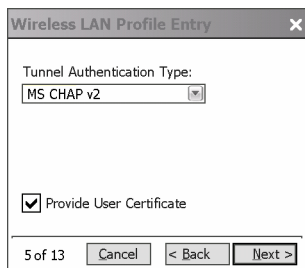 Wireless LAN Profile Entry
Tunnel Authentication Type:
MS CHAP v2
Provide User Certificate
5 of 13 Cancel < Back Next >